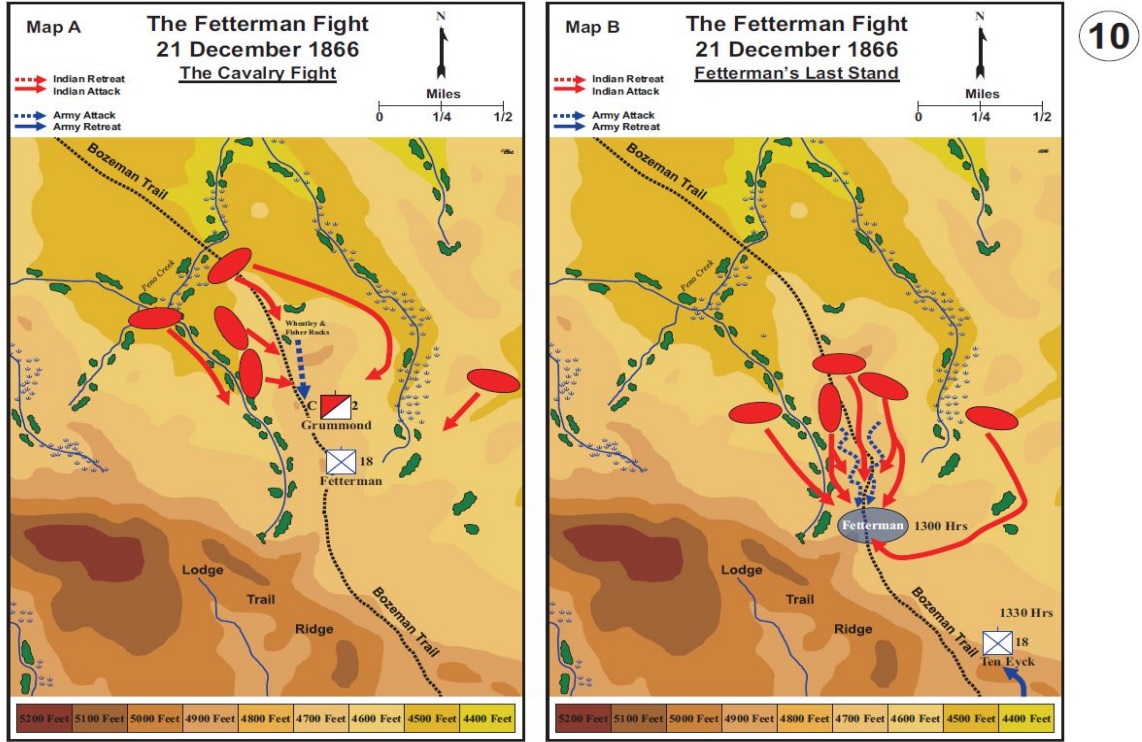 Map A
The Fetterman Fight
21 December 1866
The Cavalry Fight
N
Indian Retreat
Indian Attack
Army Attack
Army Retreat
Miles
0 1/4 1/2
Bozeman Trail
Peno Creek
Wheatley &
Fisher Rocks
C 2
Grummond
18
Fetterman
Lodge
Trail
Ridge
Bozeman Trail
5200 Feet 5100 Feet 5000 Feet 4900 Feet 4800 Feet 4700 Feet 4600 Feet 4500 Feet 4400 Feet
Map B
The Fetterman Fight
21 December 1866
Fetterman's Last Stand
N
Indian Retreat
Indian Attack
Army Attack
Army Retreat
Miles
0 1/4 1/2
Bozeman Trail
Peno Creek
Fetterman 1300 Hrs
Lodge
Trail
Ridge
Bozeman Trail
1330 Hrs
18
Ten Eyck
5200 Feet 5100 Feet 5000 Feet 4900 Feet 4800 Feet 4700 Feet 4600 Feet 4500 Feet 4400 Feet
10